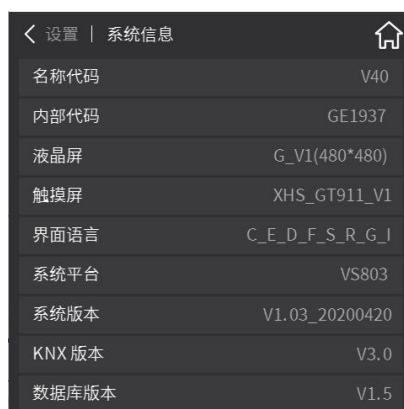 设置 | 系统信息
名称代码 V40
内部代码 GE1937
液晶屏 G_V1(480*480)
触摸屏 XHS_GT911_V1
界面语言 C_E_D_F_S_R_G_I
系统平台 VS803
系统版本 V1.03_20200420
KNX 版本 V3.0
数据库版本 V1.5